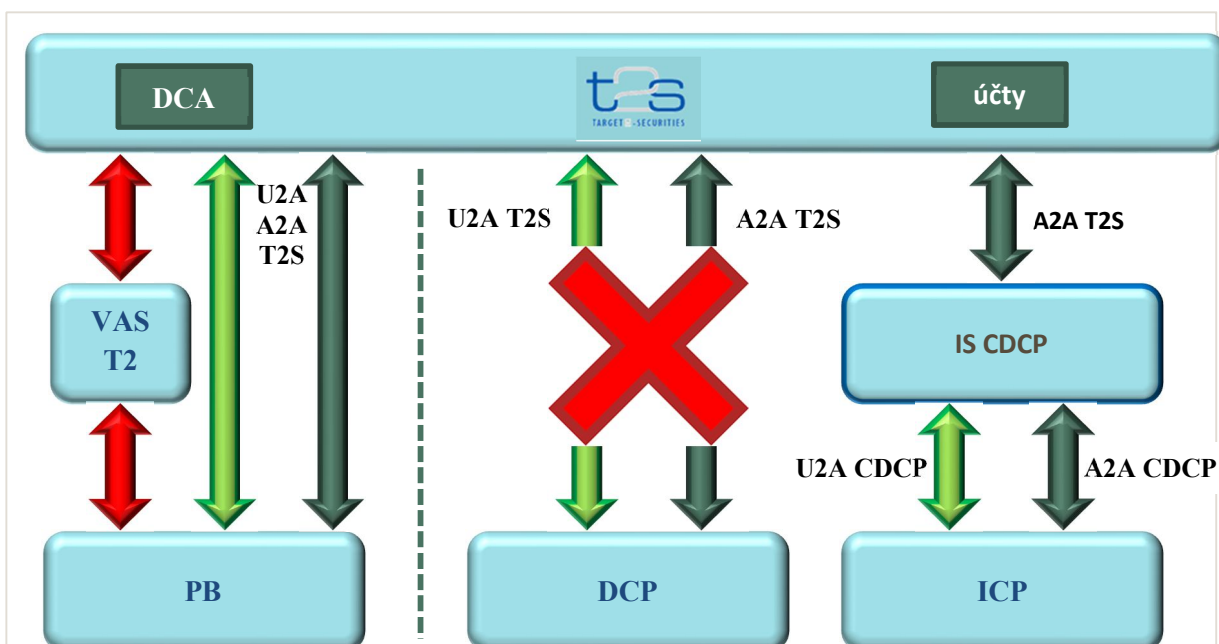 DCA
t2s
TARGET2-SECURITIES
účty
U2A
A2A
T2S
U2A T2S
A2A T2S
A2A T2S
VAS
T2
IS CDCP
U2A CDCP
A2A CDCP
PB
DCP
ICP